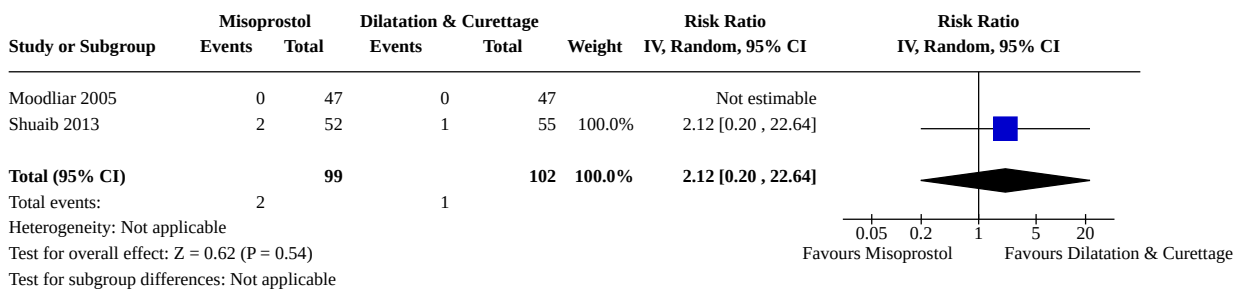 Misoprostol Dilatation & Curettage Risk Ratio Risk Ratio
Study or Subgroup Events Total Events Total Weight IV, Random, 95% CI IV, Random, 95% CI
Moodliar 2005 0 47 0 47 Not estimable
Shuaib 2013 2 52 1 55 100.0% 2.12 [0.20 , 22.64]
Total (95% CI) 99 102 100.0% 2.12 [0.20 , 22.64]
Total events: 2 1
Heterogeneity: Not applicable
0.05 0.2 1 5 20
Test for overall effect: Z = 0.62 (P = 0.54)
Favours Misoprostol Favours Dilatation & Curettage
Test for subgroup differences: Not applicable